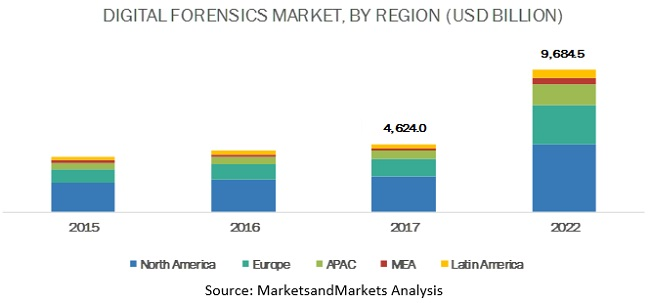 DIGITAL FORENSICS MARKET, BY REGION (USD BILLION)
9,684.5
4,624.0
2015 2016 2017 2022
North America Europe APAC MEA Latin America
Source: MarketsandMarkets Analysis